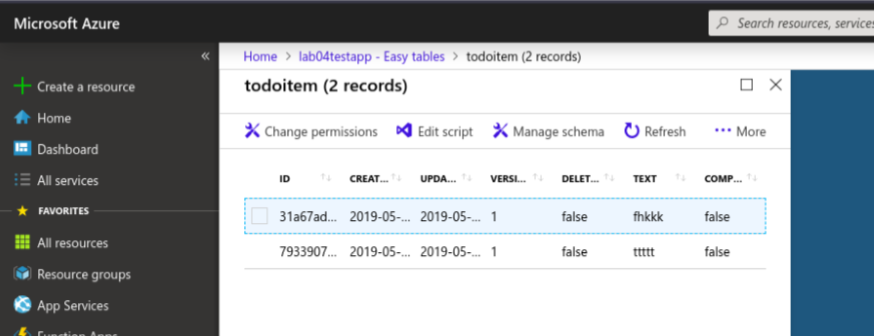 Microsoft Azure
Search resources, services
«
Home > lab04testapp - Easy tables > todoitem (2 records)
todoitem (2 records)
Change permissions Edit script Manage schema Refresh ··· More
ID CREAT... UPDA... VERSI... DELET... TEXT COMP...
31a67ad... 2019-05-... 2019-05-... 1 false fhkkk false
7933907... 2019-05-... 2019-05-... 1 false ttttt false
Create a resource
Home
Dashboard
All services
FAVORITES
All resources
Resource groups
App Services
Function Apps